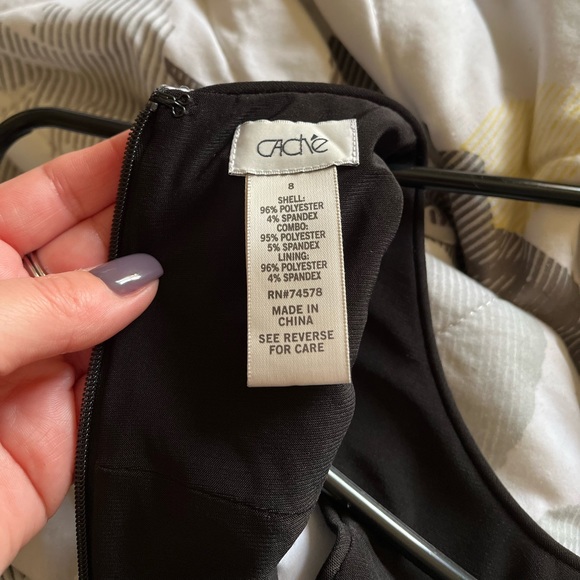 CACHÉ
8
SHELL:
96% POLYESTER
4% SPANDEX
COMBO:
95% POLYESTER
5% SPANDEX
LINING:
96% POLYESTER
4% SPANDEX
RN#74578
MADE IN
CHINA
SEE REVERSE
FOR CARE